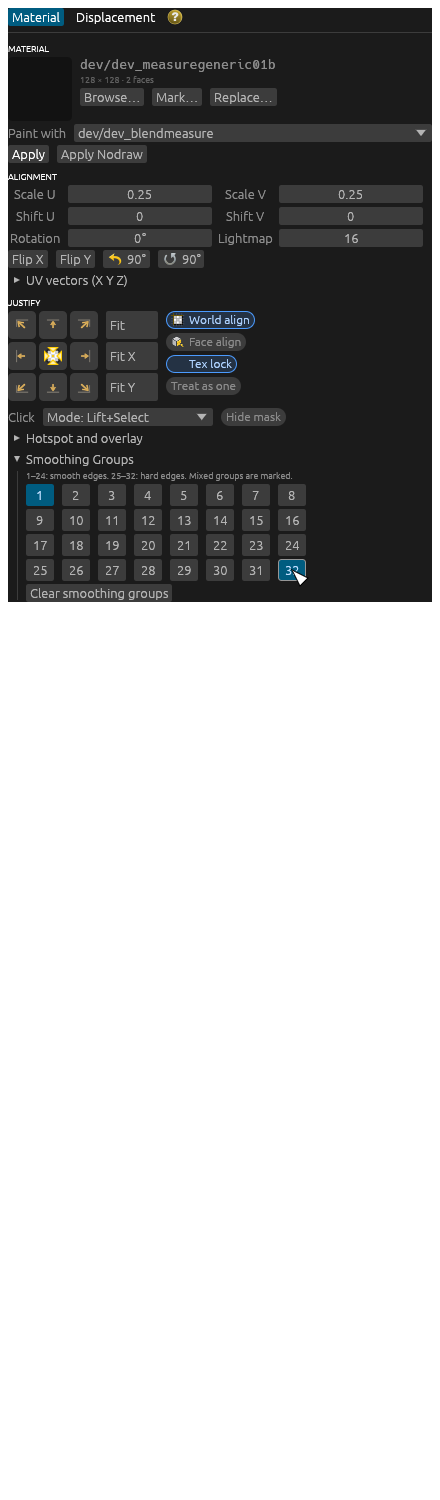 Material Displacement ?
MATERIAL
dev/dev_measuregeneric01b
128 × 128 · 2 faces
Browse... Mark... Replace...
Paint with dev/dev_blendmeasure
Apply Apply Nodraw
ALIGNMENT
Scale U 0.25 Scale V 0.25
Shift U 0 Shift V 0
Rotation 0° Lightmap 16
Flip X Flip Y 90° 90°
UV vectors (X Y Z)
JUSTIFY
Fit World align
Face align
Fit X Tex lock
Fit Y Treat as one
Click Mode: Lift+Select Hide mask
Hotspot and overlay
Smoothing Groups
1–24: smooth edges. 25–32: hard edges. Mixed groups are marked.
1 2 3 4 5 6 7 8
9 10 11 12 13 14 15 16
17 18 19 20 21 22 23 24
25 26 27 28 29 30 31 32
Clear smoothing groups